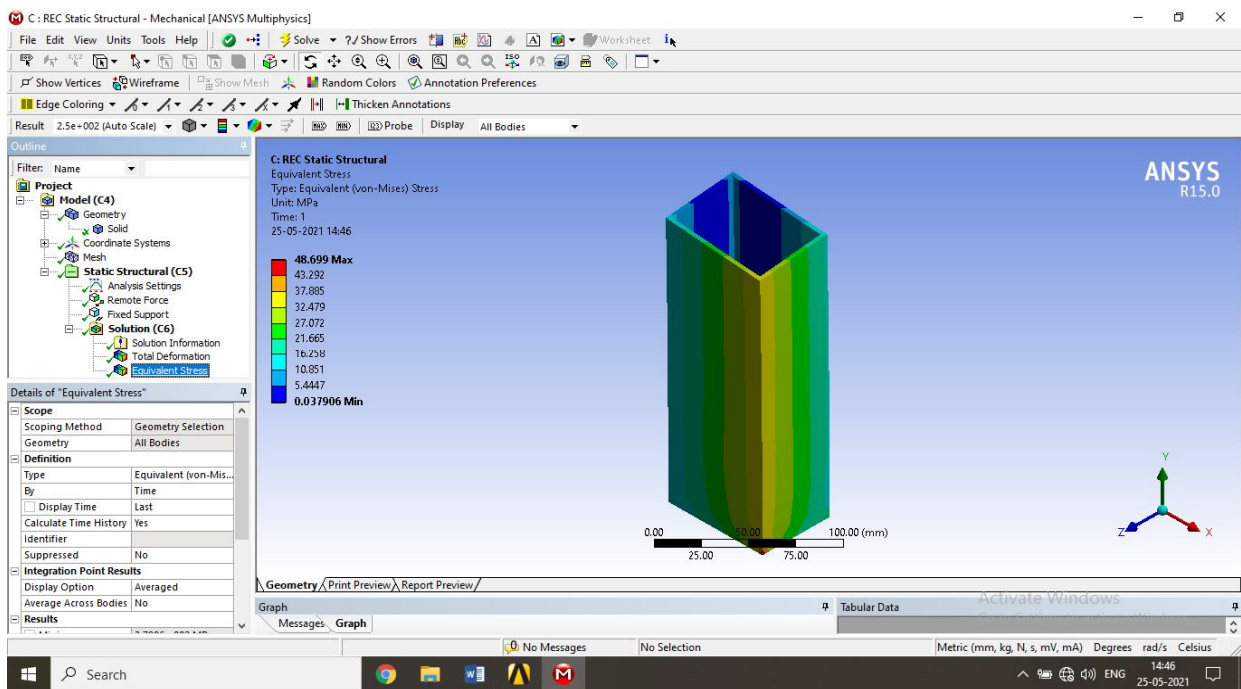 C : REC Static Structural - Mechanical [ANSYS Multiphysics]
File Edit View Units Tools Help Solve ?/ Show Errors Worksheet
Show Vertices Wireframe Show Mesh Random Colors Annotation Preferences
Edge Coloring Thicken Annotations
Result 2.5e+002 (Auto Scale) MAX MIN Probe Display All Bodies
Outline
Filter: Name
Project
Model (C4)
Geometry
Solid
Coordinate Systems
Mesh
Static Structural (C5)
Analysis Settings
Remote Force
Fixed Support
Solution (C6)
Solution Information
Total Deformation
Equivalent Stress
Details of "Equivalent Stress"
Scope
Scoping Method Geometry Selection
Geometry All Bodies
Definition
Type Equivalent (von-Mis...
By Time
Display Time Last
Calculate Time History Yes
Identifier
Suppressed No
Integration Point Results
Display Option Averaged
Average Across Bodies No
Results
C: REC Static Structural
Equivalent Stress
Type: Equivalent (von-Mises) Stress
Unit: MPa
Time: 1
25-05-2021 14:46
48.699 Max
43.292
37.885
32.479
27.072
21.665
16.258
10.851
5.4447
0.037906 Min
ANSYS
R15.0
0.00 50.00 100.00 (mm)
25.00 75.00
Y
Z X
Geometry Print Preview Report Preview
Graph
Messages Graph
Tabular Data
Activate Windows
0 No Messages No Selection Metric (mm, kg, N, s, mV, mA) Degrees rad/s Celsius
Search
ENG 14:46
25-05-2021